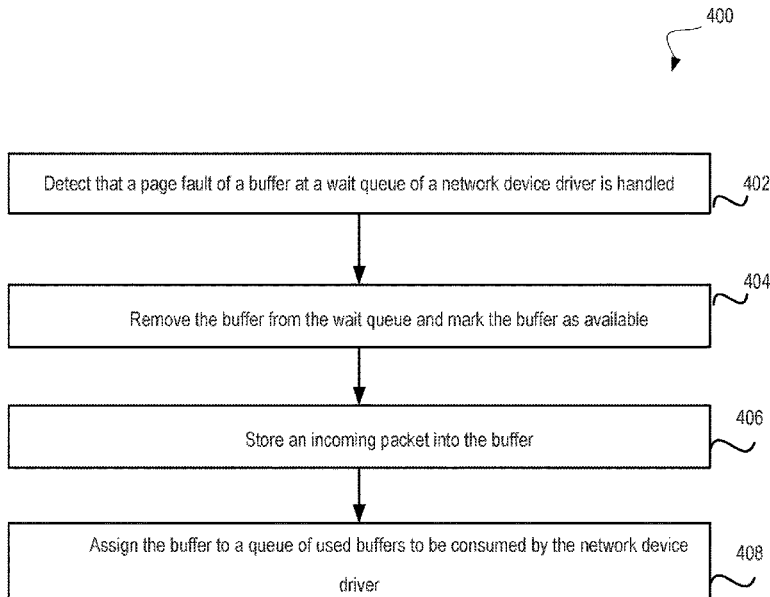 400
Detect that a page fault of a buffer at a wait queue of a network device driver is handled
402
404
Remove the buffer from the wait queue and mark the buffer as available
406
Store an incoming packet into the buffer
Assign the buffer to a queue of used buffers to be consumed by the network device
408
driver